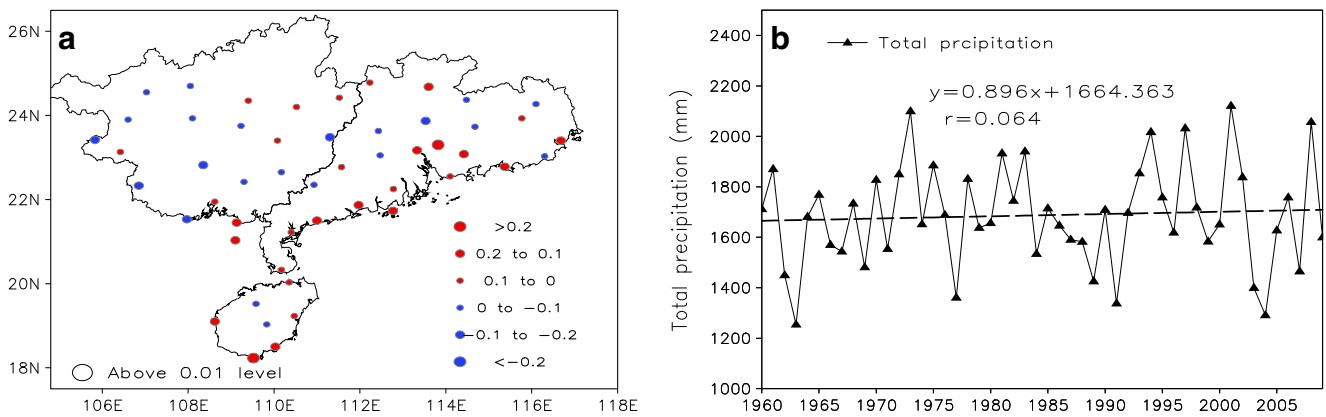 a
26N
24N
22N
20N
18N
106E 108E 110E 112E 114E 116E 118E
>0.2
0.2 to 0.1
0.1 to 0
0 to −0.1
−0.1 to −0.2
<−0.2
Above 0.01 level
b
Total prcipitation
y=0.896x+1664.363
r=0.064
Total precipitation (mm)
2400
2200
2000
1800
1600
1400
1200
1000
1960 1965 1970 1975 1980 1985 1990 1995 2000 2005